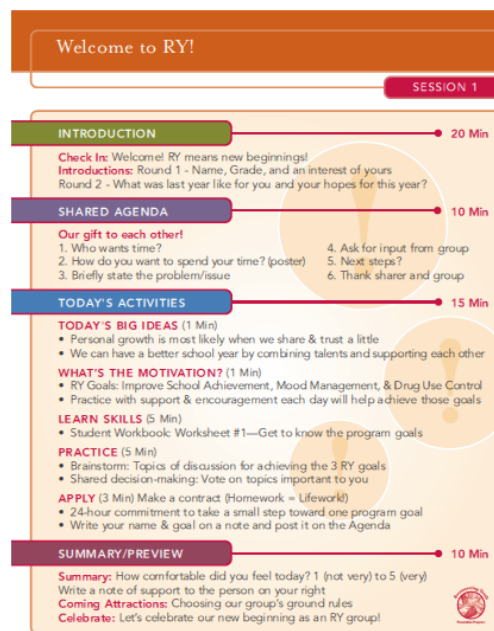 Welcome to RY!
SESSION 1
INTRODUCTION
20 Min
Check In: Welcome! RY means new beginnings!
Introductions: Round 1 - Name, Grade, and an interest of yours
Round 2 - What was last year like for you and your hopes for this year?
SHARED AGENDA
10 Min
Our gift to each other!
1. Who wants time?
2. How do you want to spend your time? (poster)
3. Briefly state the problem/issue
4. Ask for input from group
5. Next steps?
6. Thank sharer and group
TODAY'S ACTIVITIES
15 Min
TODAY'S BIG IDEAS (1 Min)
• Personal growth is most likely when we share & trust a little
• We can have a better school year by combining talents and supporting each other
WHAT'S THE MOTIVATION? (1 Min)
• RY Goals: Improve School Achievement, Mood Management, & Drug Use Control
• Practice with support & encouragement each day will help achieve those goals
LEARN SKILLS (5 Min)
• Student Workbook: Worksheet #1—Get to know the program goals
PRACTICE (5 Min)
• Brainstorm: Topics of discussion for achieving the 3 RY goals
• Shared decision-making: Vote on topics important to you
APPLY (3 Min) Make a contract (Homework = Lifework!)
• 24-hour commitment to take a small step toward one program goal
• Write your name & goal on a note and post it on the Agenda
SUMMARY/PREVIEW
10 Min
Summary: How comfortable did you feel today? 1 (not very) to 5 (very)
Write a note of support to the person on your right
Coming Attractions: Choosing our group's ground rules
Celebrate: Let's celebrate our new beginning as an RY group!